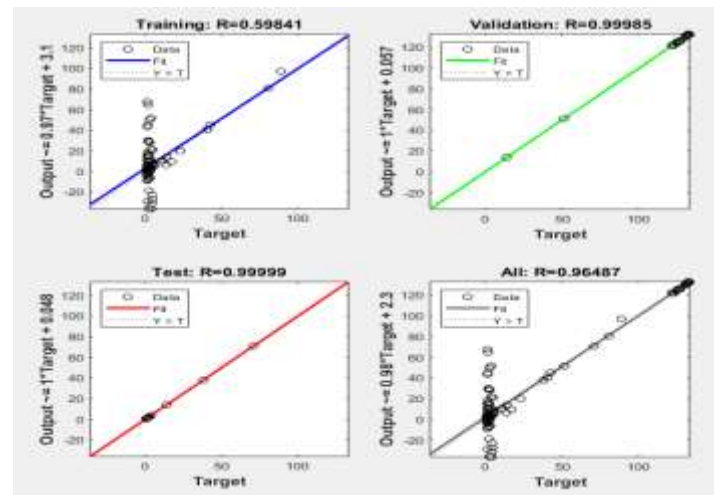 Training: R=0.59841
Output ~= 0.97*Target + 3.1
120
100
80
60
40
20
0
-20
Data
Fit
Y = T
0
50
100
Target
Validation: R=0.99985
Output ~= 1*Target + 0.057
120
100
80
60
40
20
0
-20
Data
Fit
Y = T
0
50
100
Target
Test: R=0.99999
Output ~= 1*Target + 0.048
120
100
80
60
40
20
0
-20
Data
Fit
Y = T
0
50
100
Target
All: R=0.96487
Output ~= 0.98*Target + 2.3
120
100
80
60
40
20
0
-20
Data
Fit
Y = T
0
50
100
Target